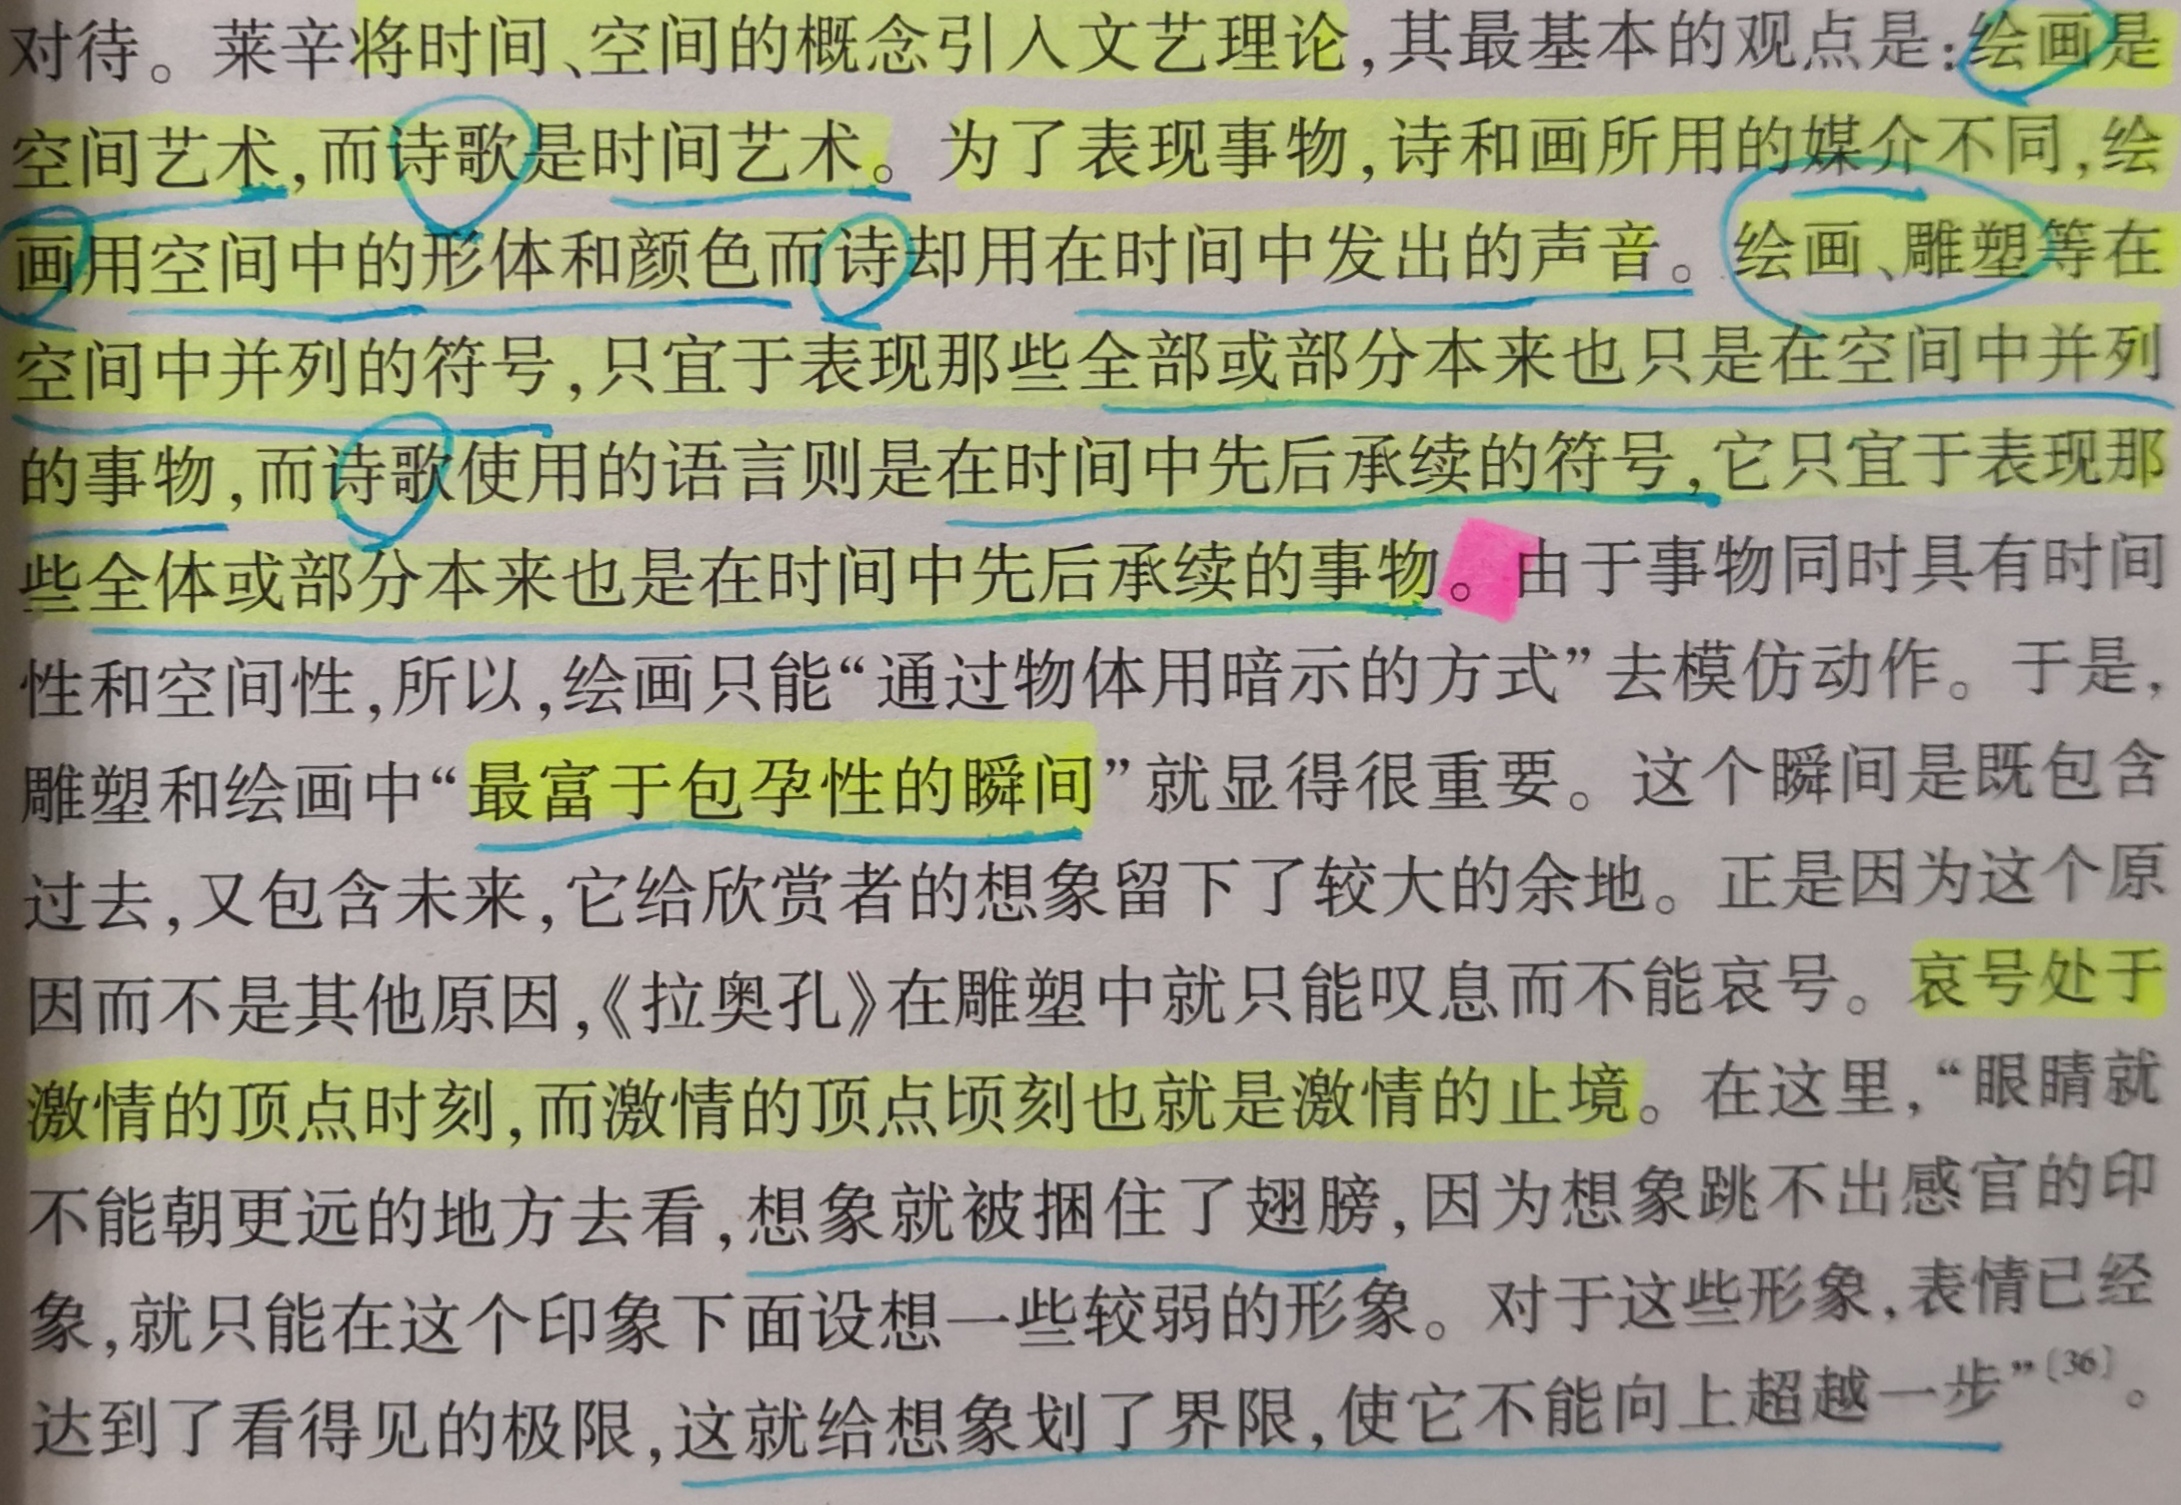 对待。莱辛将时间、空间的概念引入文艺理论,其最基本的观点是:绘画是
空间艺术,而诗歌是时间艺术。为了表现事物,诗和画所用的媒介不同,绘
画用空间中的形体和颜色而诗却用在时间中发出的声音。绘画、雕塑等在
空间中并列的符号,只宜于表现那些全部或部分本来也只是在空间中并列
的事物,而诗歌使用的语言则是在时间中先后承续的符号,它只宜于表现那
些全体或部分本来也是在时间中先后承续的事物。由于事物同时具有时间
性和空间性,所以,绘画只能“通过物体用暗示的方式”去模仿动作。于是,
雕塑和绘画中“最富于包孕性的瞬间”就显得很重要。这个瞬间是既包含
过去,又包含未来,它给欣赏者的想象留下了较大的余地。正是因为这个原
因而不是其他原因,《拉奥孔》在雕塑中就只能叹息而不能哀号。哀号处于
激情的顶点时刻,而激情的顶点顷刻也就是激情的止境。在这里,“眼睛就
不能朝更远的地方去看,想象就被捆住了翅膀,因为想象跳不出感官的印
象,就只能在这个印象下面设想一些较弱的形象。对于这些形象,表情已经
达到了看得见的极限,这就给想象划了界限,使它不能向上超越一步”〔36〕。